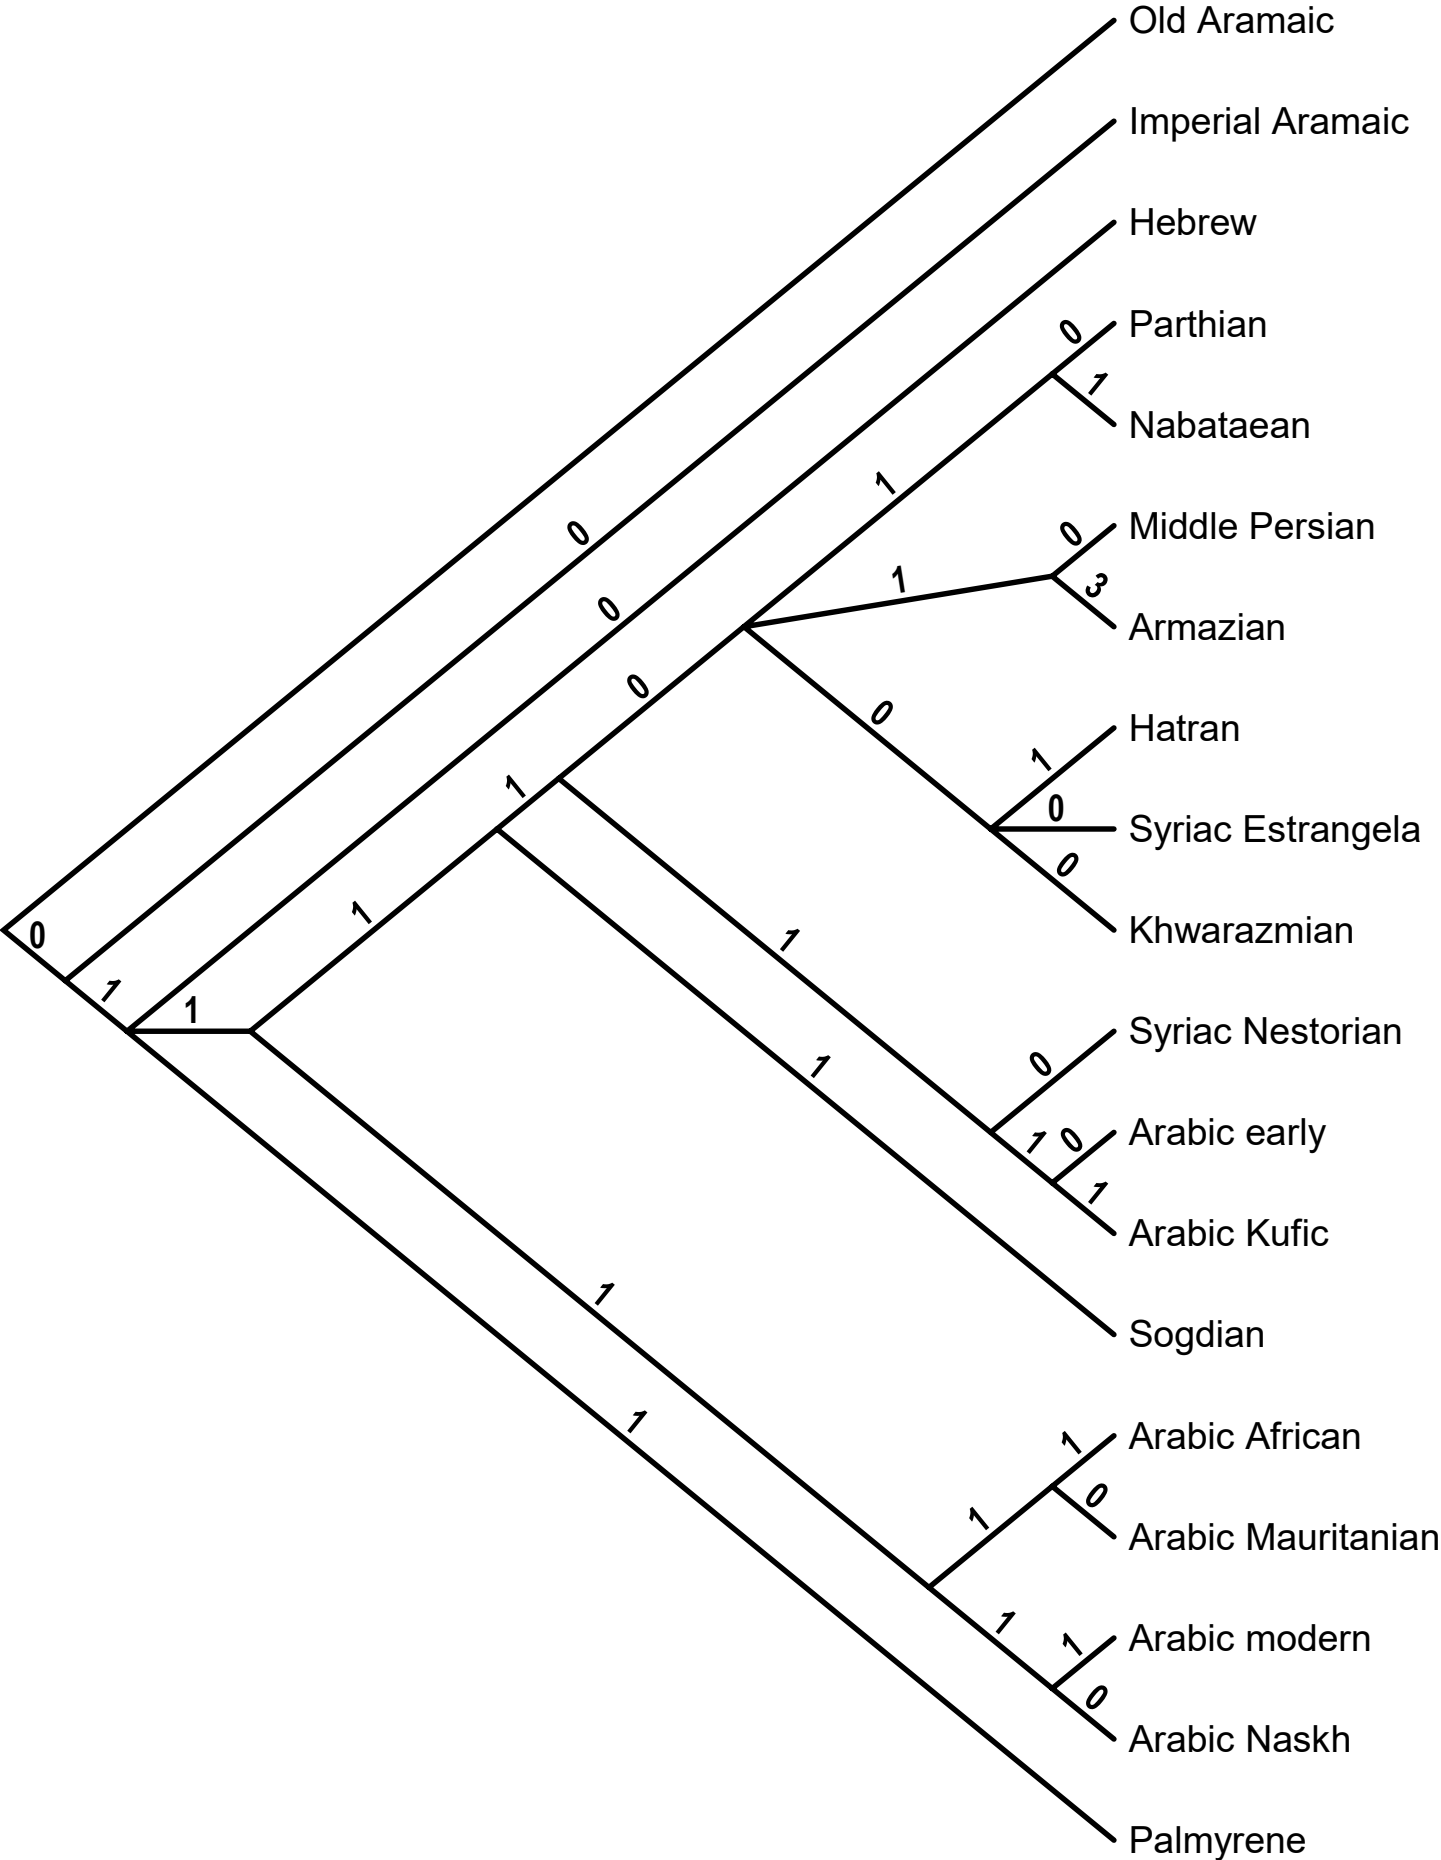 Old Aramaic
Imperial Aramaic
Hebrew
0
Parthian
1
Nabataean
1
0
Middle Persian
0
1
3
Armazian
0
0
0
Hatran
1
1
0
Syriac Estrangela
0
1
0
Khwarazmian
1
1
1
0
Syriac Nestorian
1
0
1
0
Arabic early
1
Arabic Kufic
1
Sogdian
1
1
Arabic African
0
1
Arabic Mauritanian
1
1
Arabic modern
0
Arabic Naskh
Palmyrene